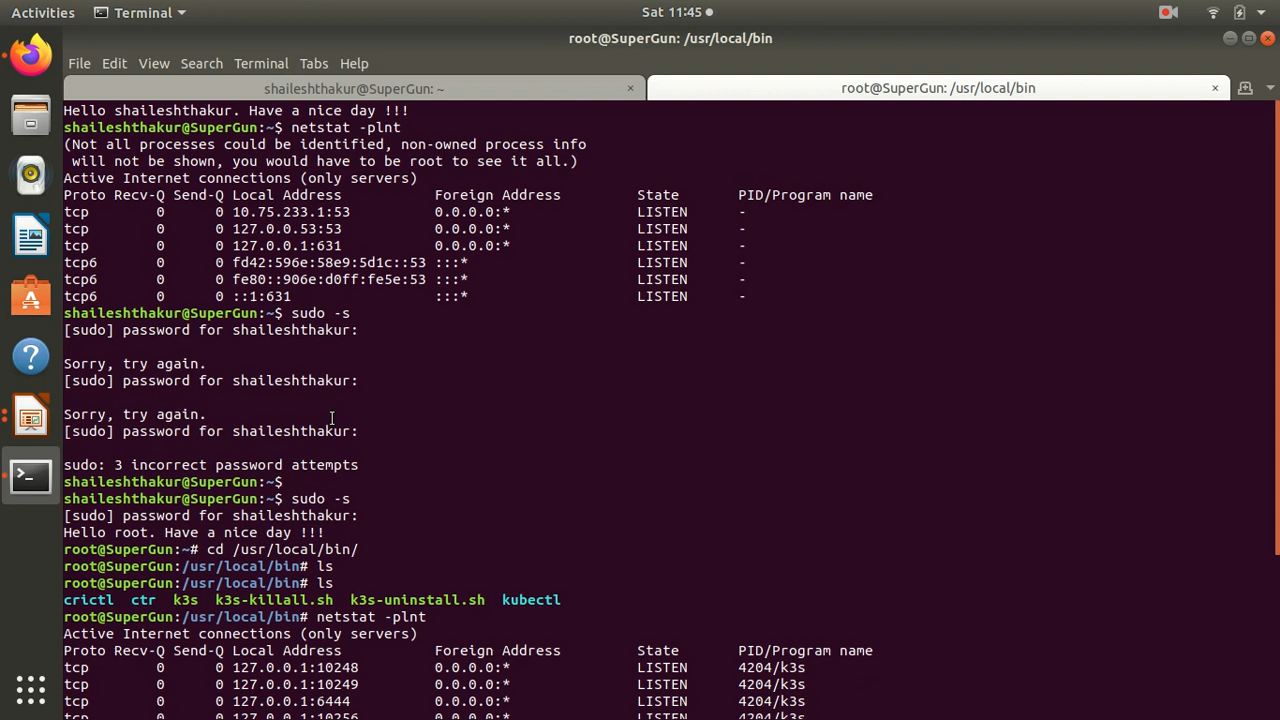 Activities Terminal Sat 11:45
root@SuperGun: /usr/local/bin
File Edit View Search Terminal Tabs Help
shaileshthakur@SuperGun: ~ × root@SuperGun: /usr/local/bin ×
Hello shaileshthakur. Have a nice day !!!
shaileshthakur@SuperGun:~$ netstat -plnt
(Not all processes could be identified, non-owned process info
 will not be shown, you would have to be root to see it all.)
Active Internet connections (only servers)
Proto Recv-Q Send-Q Local Address           Foreign Address         State       PID/Program name
tcp        0      0 10.75.233.1:53          0.0.0.0:*               LISTEN      -
tcp        0      0 127.0.0.53:53           0.0.0.0:*               LISTEN      -
tcp        0      0 127.0.0.1:631           0.0.0.0:*               LISTEN      -
tcp6       0      0 fd42:596e:58e9:5d1c::53 :::*                    LISTEN      -
tcp6       0      0 fe80::906e:d0ff:fe5e:53 :::*                    LISTEN      -
tcp6       0      0 ::1:631                 :::*                    LISTEN      -
shaileshthakur@SuperGun:~$ sudo -s
[sudo] password for shaileshthakur:
Sorry, try again.
[sudo] password for shaileshthakur:
Sorry, try again.
[sudo] password for shaileshthakur:
sudo: 3 incorrect password attempts
shaileshthakur@SuperGun:~$
shaileshthakur@SuperGun:~$ sudo -s
[sudo] password for shaileshthakur:
Hello root. Have a nice day !!!
root@SuperGun:~# cd /usr/local/bin/
root@SuperGun:/usr/local/bin# ls
root@SuperGun:/usr/local/bin# ls
crictl  ctr  k3s  k3s-killall.sh  k3s-uninstall.sh  kubectl
root@SuperGun:/usr/local/bin# netstat -plnt
Active Internet connections (only servers)
Proto Recv-Q Send-Q Local Address           Foreign Address         State       PID/Program name
tcp        0      0 127.0.0.1:10248         0.0.0.0:*               LISTEN      4204/k3s
tcp        0      0 127.0.0.1:10249         0.0.0.0:*               LISTEN      4204/k3s
tcp        0      0 127.0.0.1:6444          0.0.0.0:*               LISTEN      4204/k3s
tcp        0      0 127.0.0.1:10256         0.0.0.0:*               LISTEN      4204/k3s